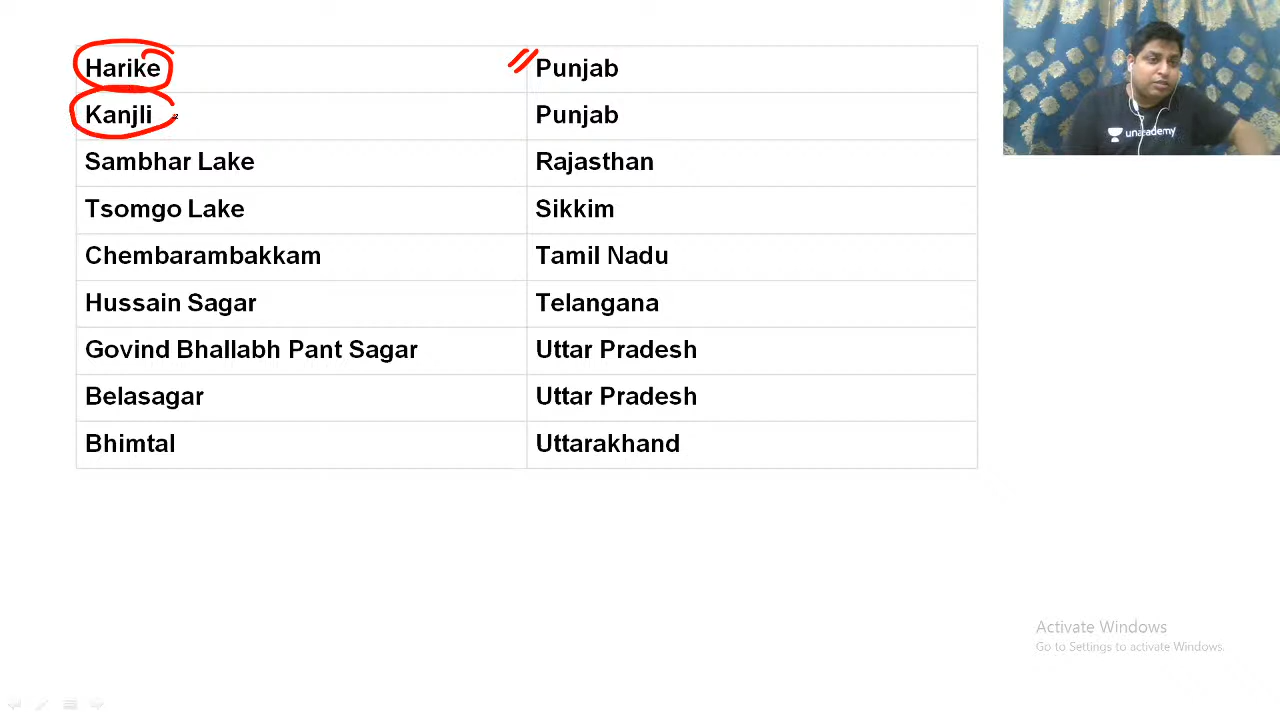 Harike Punjab
Kanjli Punjab
Sambhar Lake Rajasthan
Tsomgo Lake Sikkim
Chembarambakkam Tamil Nadu
Hussain Sagar Telangana
Govind Bhallabh Pant Sagar Uttar Pradesh
Belasagar Uttar Pradesh
Bhimtal Uttarakhand
unacademy
Activate Windows
Go to Settings to activate Windows.